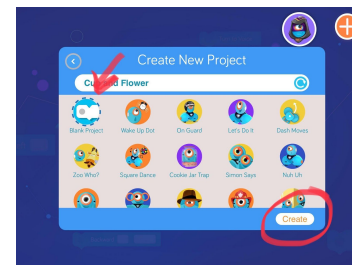 Create New Project
and Flower
Blank Project Wake Up Dot On Guard Let's Do It Dash Moves
Zoo Who? Square Dance Cookie Jar Trap Simon Says Nuh Uh
Create